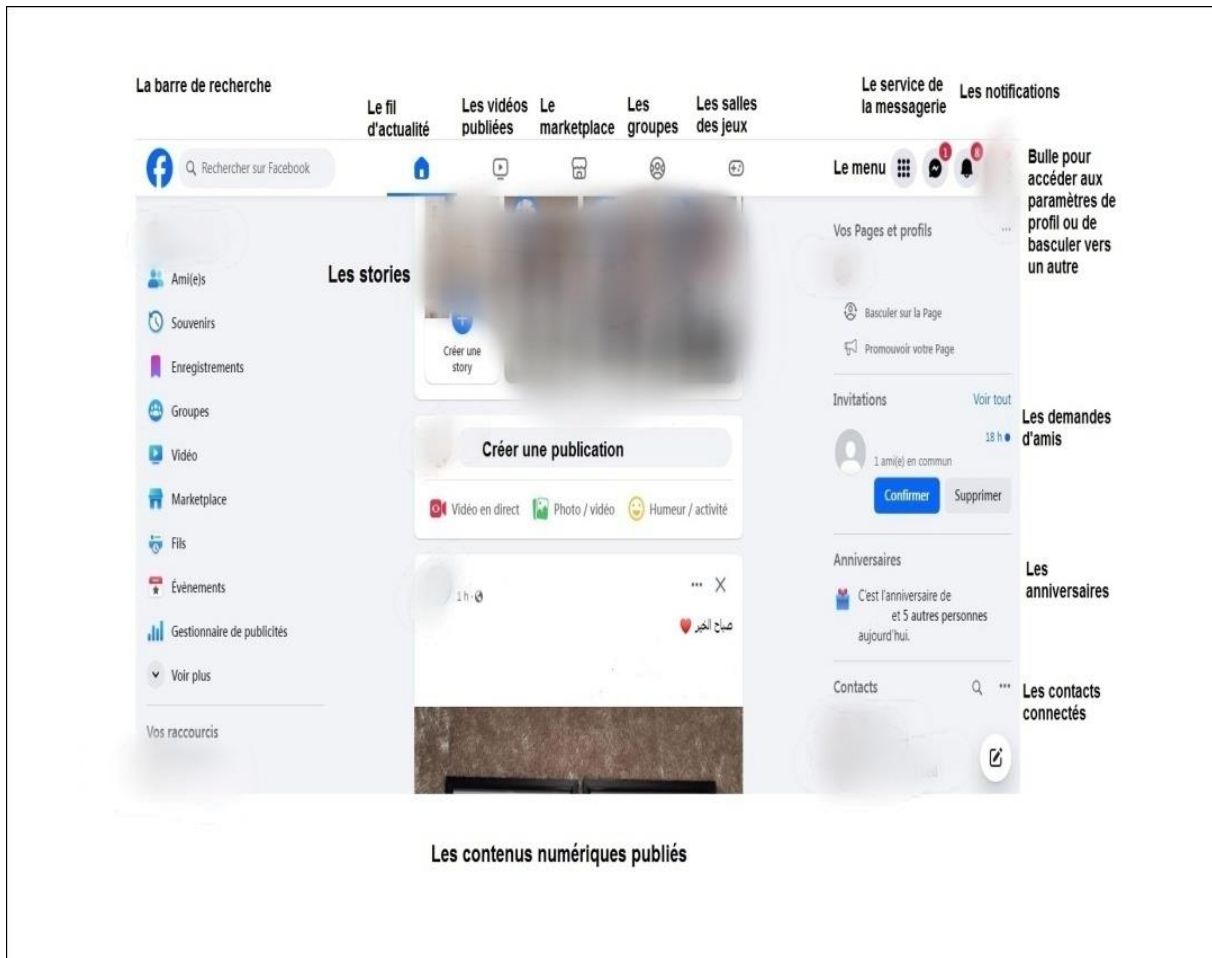 La barre de recherche
Le fil
d'actualité
Les vidéos
publiées
Le
marketplace
Les
groupes
Les salles
des jeux
Le service de
la messagerie
Les notifications
Rechercher sur Facebook
Le menu
1
8
Bulle pour
accéder aux
paramètres de
profil ou de
basculer vers
un autre
Les stories
Ami(e)s
Souvenirs
Enregistrements
Groupes
Vidéo
Marketplace
Fils
Évènements
Gestionnaire de publicités
Voir plus
Vos raccourcis
Créer une
story
Créer une publication
Vidéo en direct
Photo / vidéo
Humeur / activité
1 h ·
صباح الخير ❤️
Vos Pages et profils
Basculer sur la Page
Promouvoir votre Page
Invitations
Voir tout
18 h
1 ami(e) en commun
Confirmer
Supprimer
Les demandes
d'amis
Anniversaires
C'est l'anniversaire de
et 5 autres personnes
aujourd'hui.
Les
anniversaires
Contacts
Les contacts
connectés
Les contenus numériques publiés